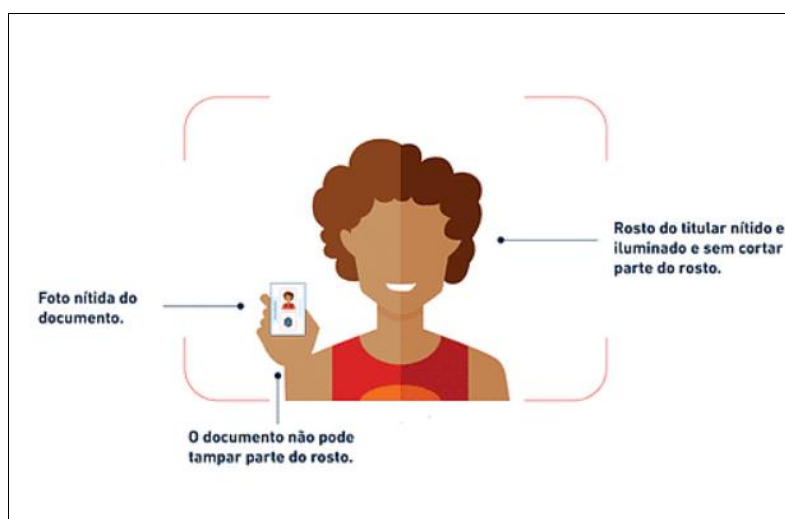 Rosto do titular nítido e
iluminado e sem cortar
parte do rosto.
Foto nítida do
documento.
O documento não pode
tampar parte do rosto.